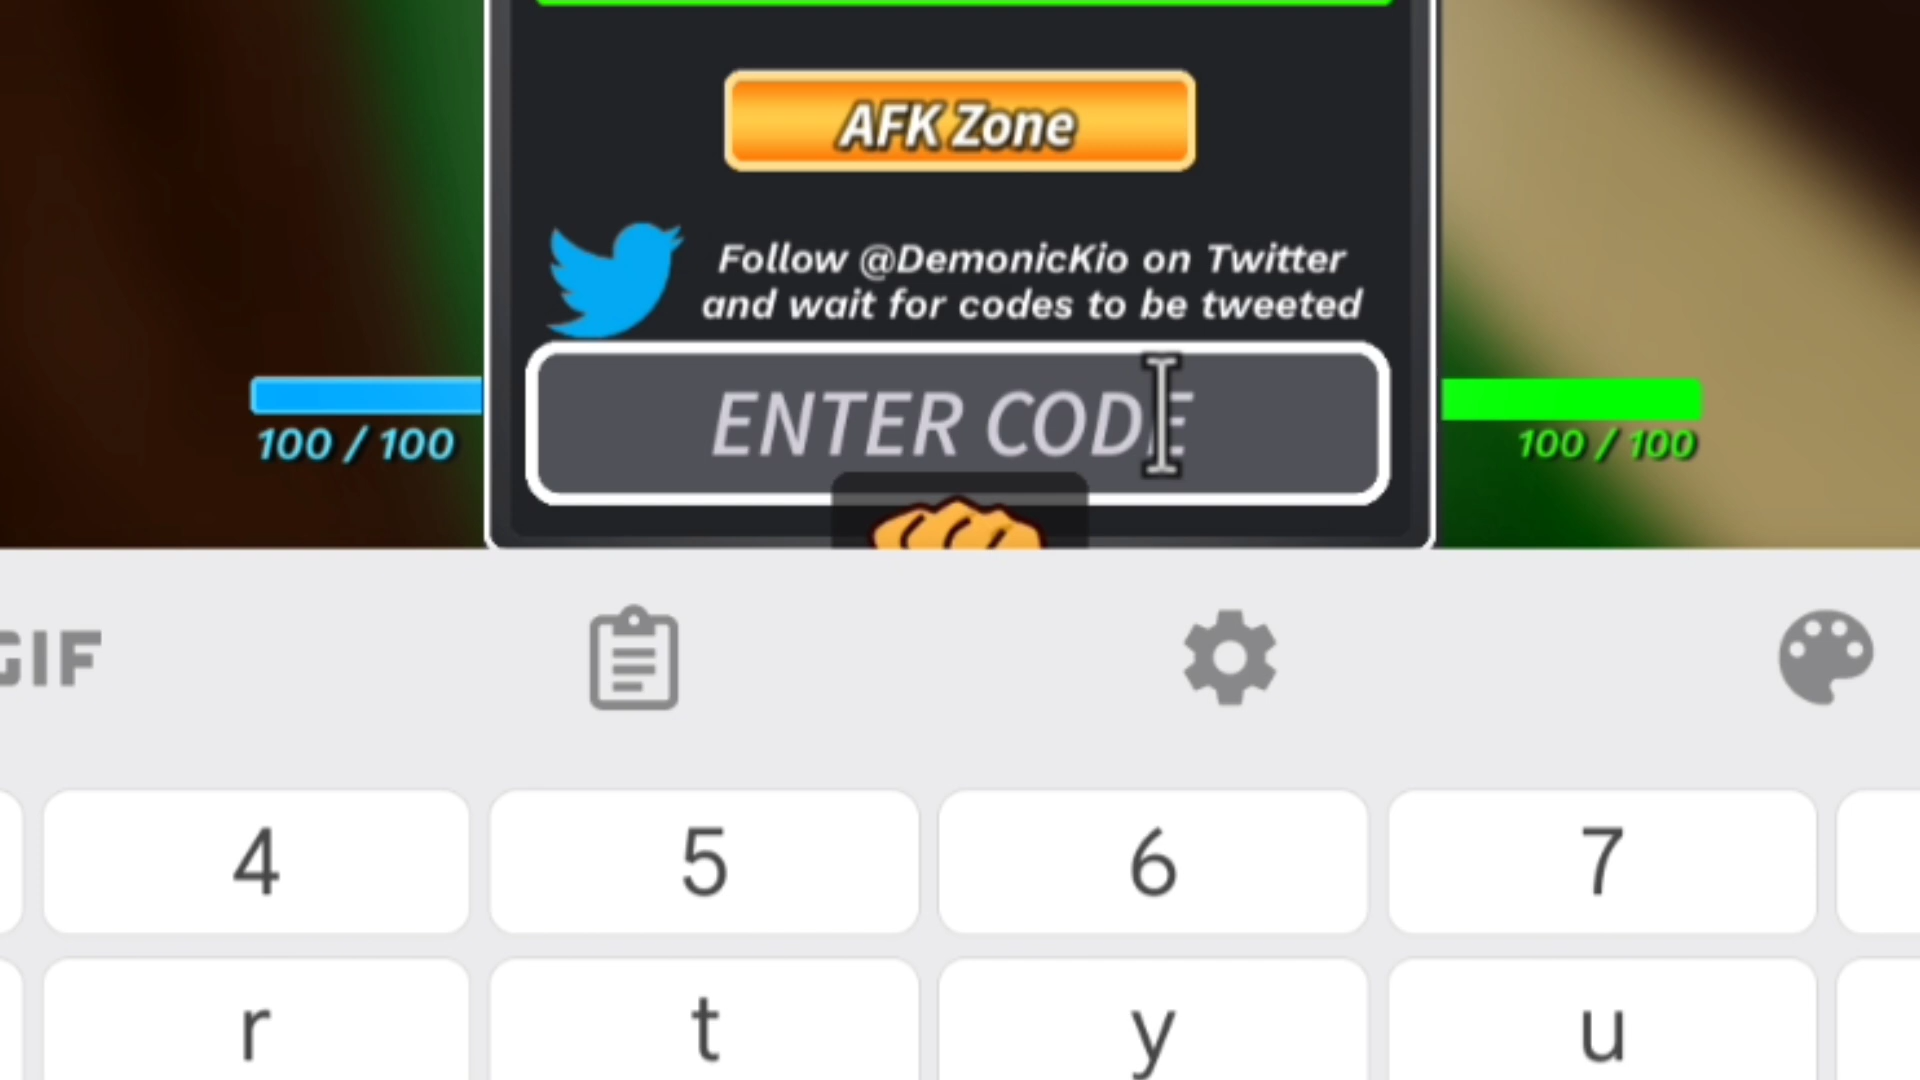 AFK Zone
Follow @DemonicKio on Twitter
and wait for codes to be tweeted
ENTER CODE
100 / 100
100 / 100
GIF
4 5 6 7
r t y u